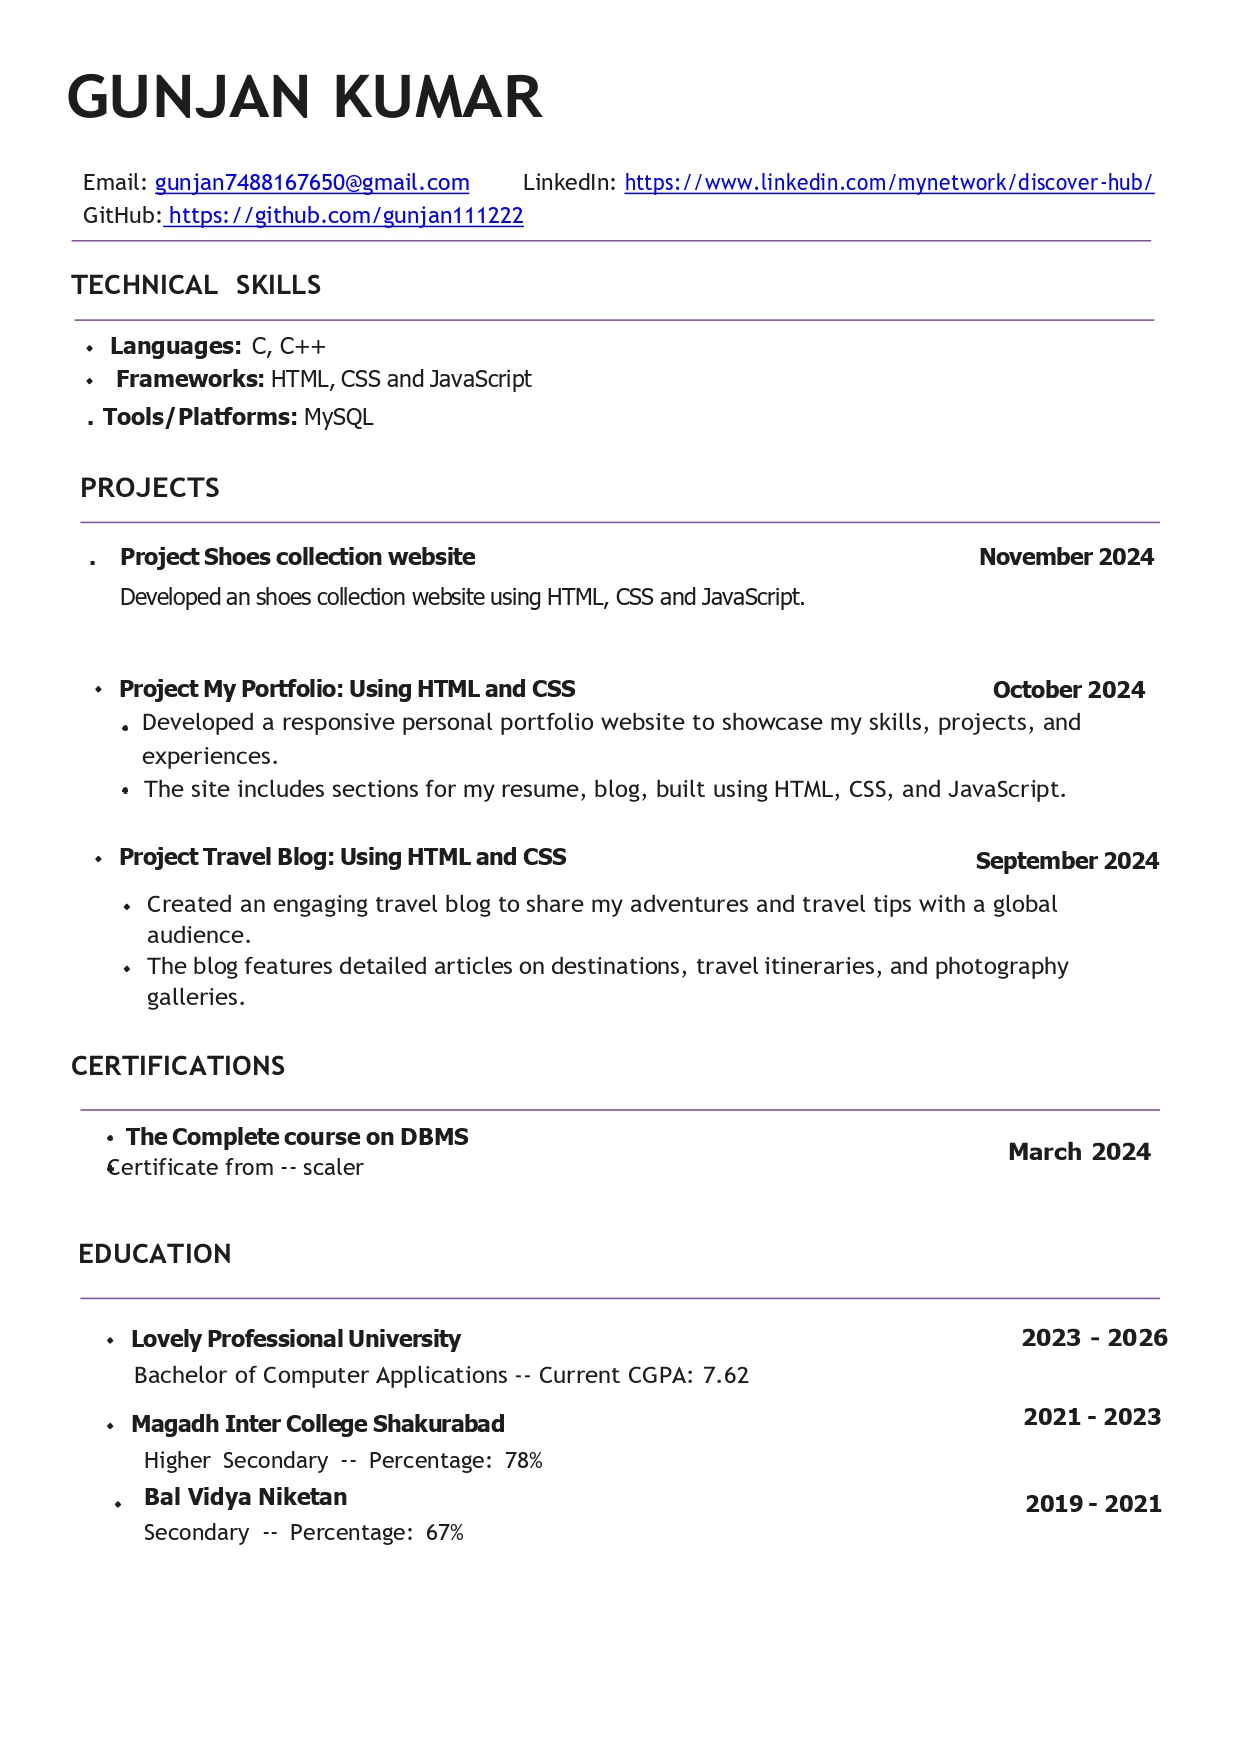 GUNJAN KUMAR
Email: gunjan7488167650@gmail.com LinkedIn: https://www.linkedin.com/mynetwork/discover-hub/
GitHub: https://github.com/gunjan111222
TECHNICAL SKILLS
• Languages: C, C++
• Frameworks: HTML, CSS and JavaScript
. Tools/Platforms: MySQL
PROJECTS
. Project Shoes collection website November 2024
Developed an shoes collection website using HTML, CSS and JavaScript.
• Project My Portfolio: Using HTML and CSS October 2024
• Developed a responsive personal portfolio website to showcase my skills, projects, and
experiences.
• The site includes sections for my resume, blog, built using HTML, CSS, and JavaScript.
• Project Travel Blog: Using HTML and CSS September 2024
• Created an engaging travel blog to share my adventures and travel tips with a global
audience.
• The blog features detailed articles on destinations, travel itineraries, and photography
galleries.
CERTIFICATIONS
• The Complete course on DBMS March 2024
• Certificate from -- scaler
EDUCATION
• Lovely Professional University 2023 - 2026
Bachelor of Computer Applications -- Current CGPA: 7.62
• Magadh Inter College Shakurabad 2021 - 2023
Higher Secondary -- Percentage: 78%
• Bal Vidya Niketan 2019 - 2021
Secondary -- Percentage: 67%